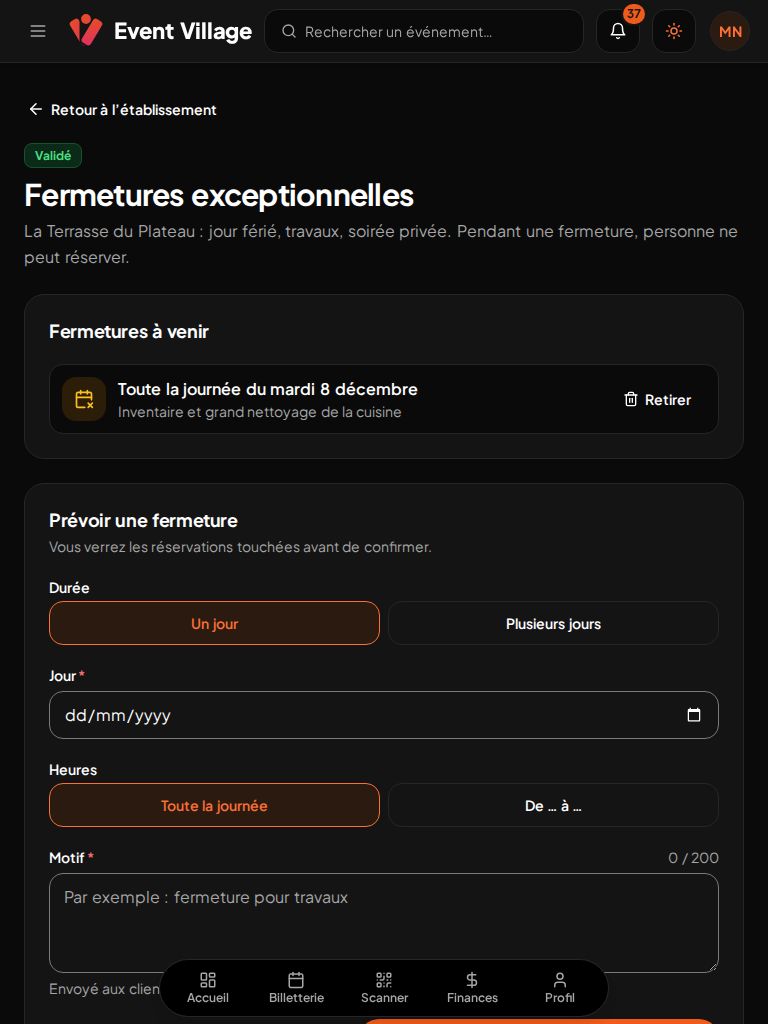 Event Village
Rechercher un événement…
37
MN
Retour à l’établissement
Validé
Fermetures exceptionnelles
La Terrasse du Plateau : jour férié, travaux, soirée privée. Pendant une fermeture, personne ne
peut réserver.
Fermetures à venir
Toute la journée du mardi 8 décembre
Inventaire et grand nettoyage de la cuisine
Retirer
Prévoir une fermeture
Vous verrez les réservations touchées avant de confirmer.
Durée
Un jour
Plusieurs jours
Jour *
dd/mm/yyyy
Heures
Toute la journée
De … à …
Motif *
0 / 200
Par exemple : fermeture pour travaux
Envoyé aux clien
Accueil
Billetterie
Scanner
Finances
Profil